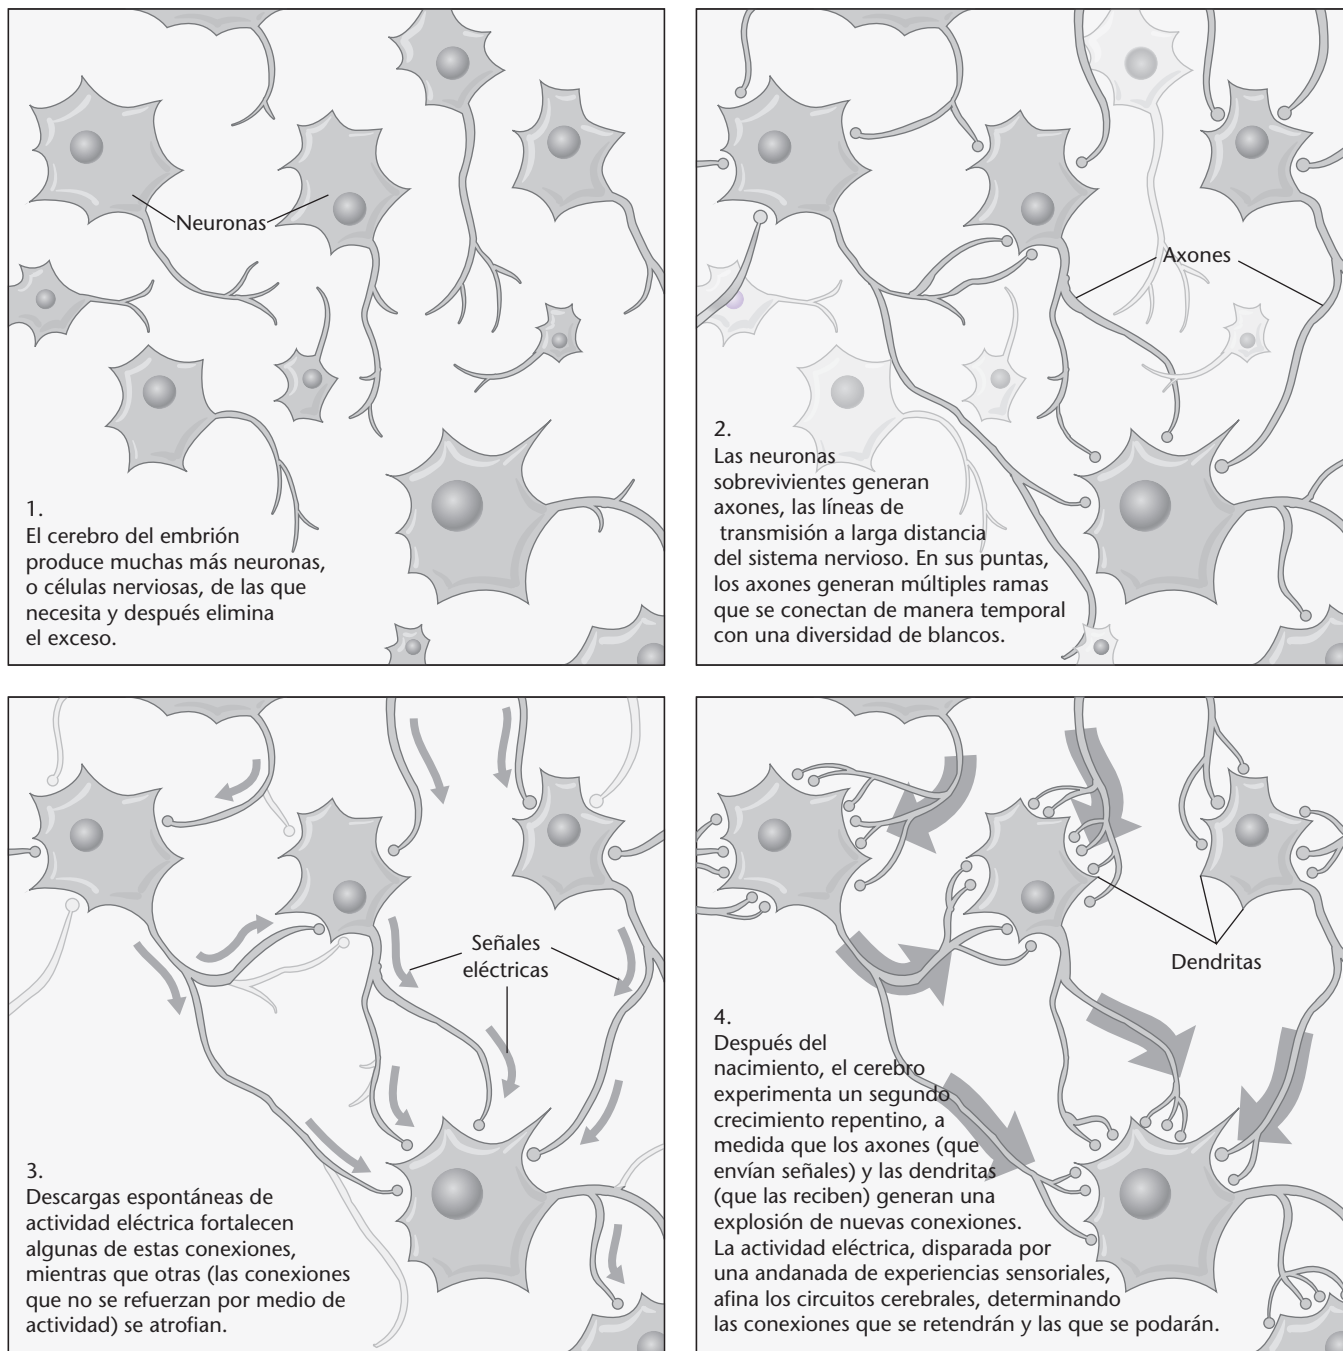 Neuronas
1.
El cerebro del embrión
produce muchas más neuronas,
o células nerviosas, de las que
necesita y después elimina
el exceso.
Axones
2.
Las neuronas
sobrevivientes generan
axones, las líneas de
transmisión a larga distancia
del sistema nervioso. En sus puntas,
los axones generan múltiples ramas
que se conectan de manera temporal
con una diversidad de blancos.
Señales
eléctricas
3.
Descargas espontáneas de
actividad eléctrica fortalecen
algunas de estas conexiones,
mientras que otras (las conexiones
que no se refuerzan por medio de
actividad) se atrofian.
Dendritas
4.
Después del
nacimiento, el cerebro
experimenta un segundo
crecimiento repentino, a
medida que los axones (que
envían señales) y las dendritas
(que las reciben) generan una
explosión de nuevas conexiones.
La actividad eléctrica, disparada por
una andanada de experiencias sensoriales,
afina los circuitos cerebrales, determinando
las conexiones que se retendrán y las que se podarán.